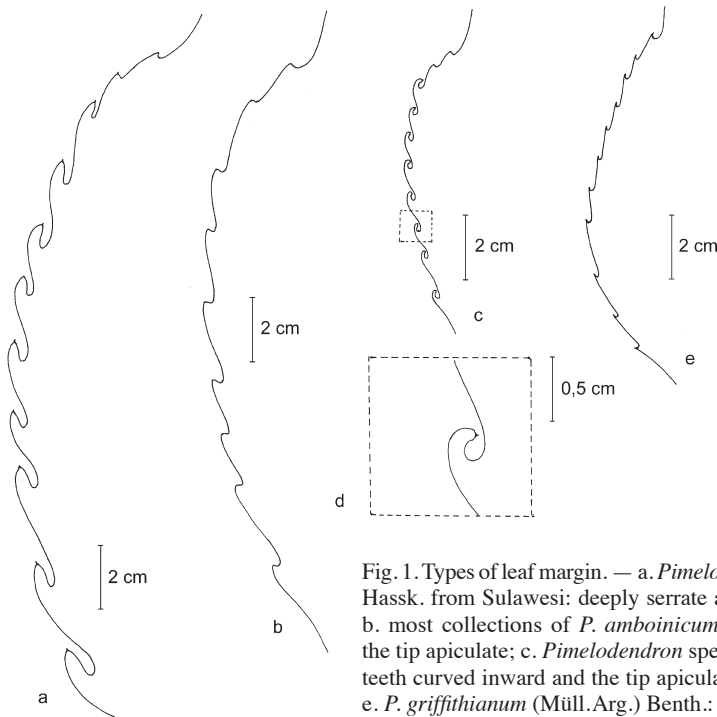 2 cm
c
2 cm
e
2 cm
0,5 cm
d
2 cm
b
a
Fig. 1. Types of leaf margin. — a. Pimelo
Hassk. from Sulawesi: deeply serrate
b. most collections of P. amboinicum
the tip apiculate; c. Pimelodendron spe
teeth curved inward and the tip apicula
e. P. griffithianum (Müll.Arg.) Benth.: